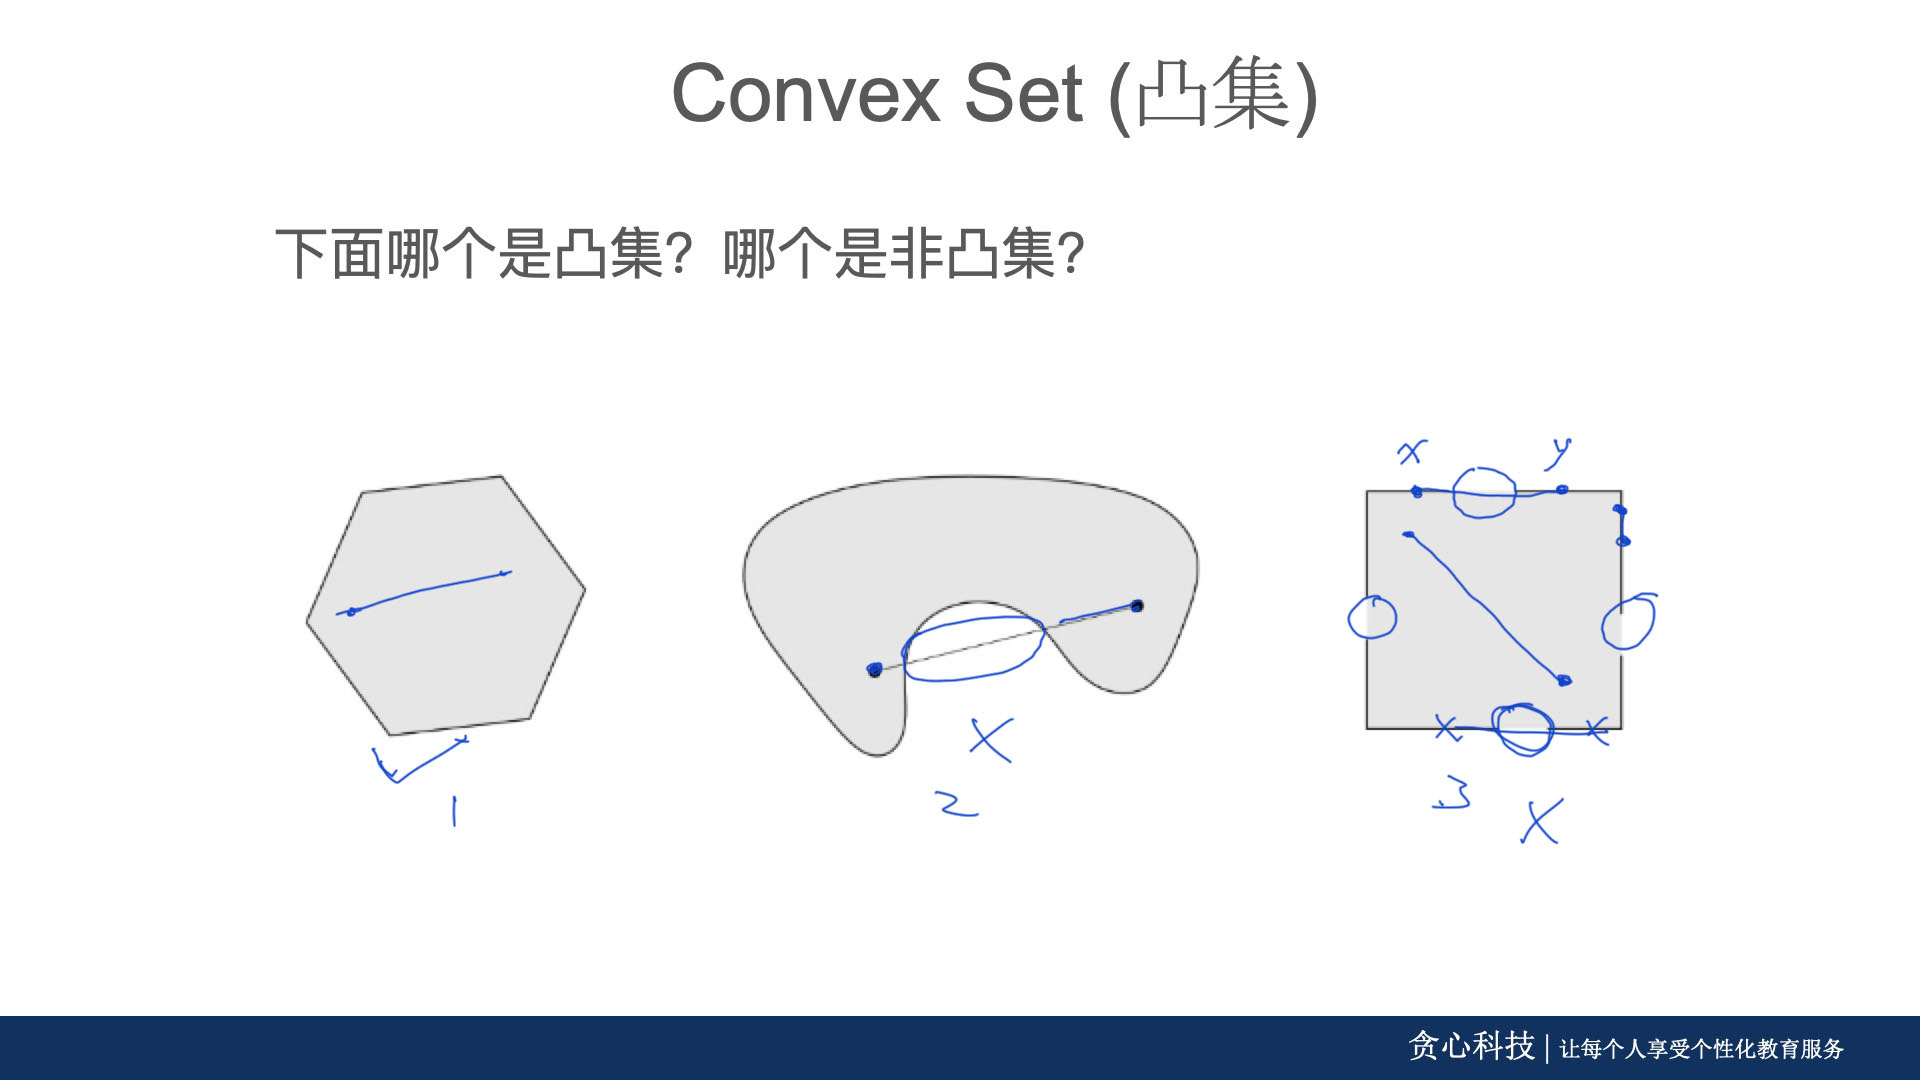 Convex Set (凸集)
下面哪个是凸集？哪个是非凸集？
x y
x x
1
x
2
3
x
贪心科技 | 让每个人享受个性化教育服务